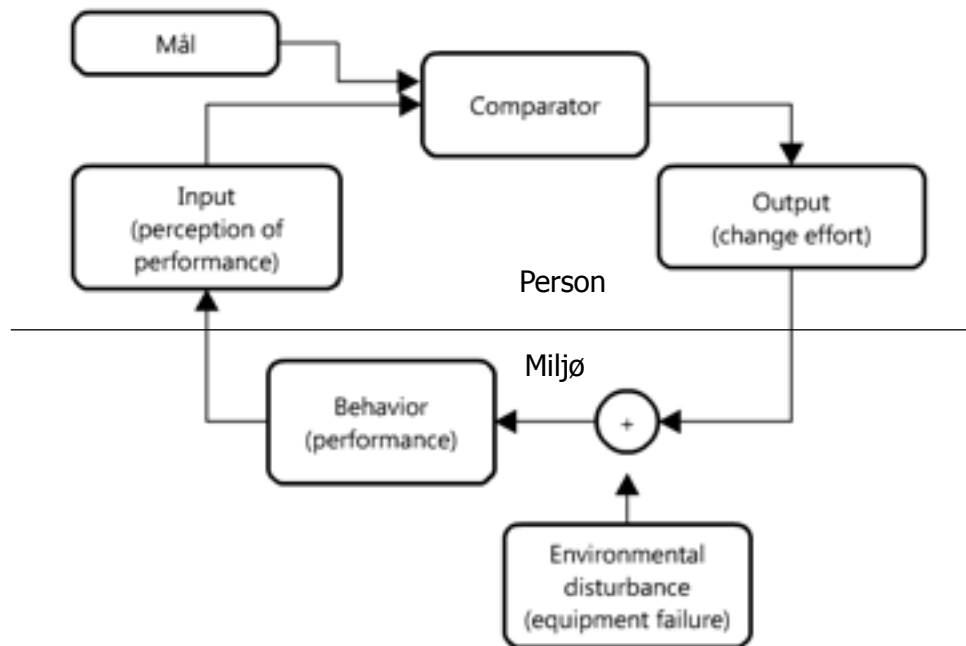 Mål
Comparator
Input
(perception of
performance)
Output
(change effort)
Person
Miljø
Behavior
(performance)
+
Environmental
disturbance
(equipment failure)